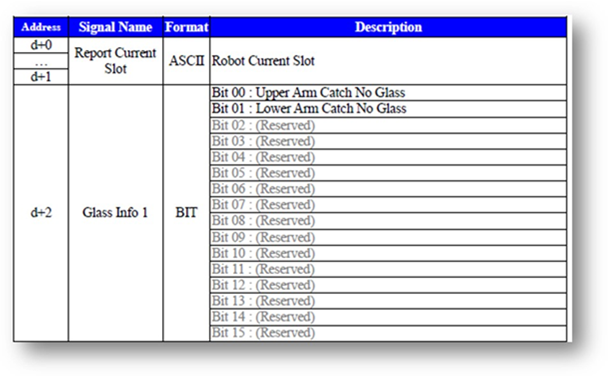 Address Signal Name Format Description
d+0
...
d+1
Report Current
Slot
ASCII
Robot Current Slot
d+2
Glass Info 1
BIT
Bit 00 : Upper Arm Catch No Glass
Bit 01 : Lower Arm Catch No Glass
Bit 02 : (Reserved)
Bit 03 : (Reserved)
Bit 04 : (Reserved)
Bit 05 : (Reserved)
Bit 06 : (Reserved)
Bit 07 : (Reserved)
Bit 08 : (Reserved)
Bit 09 : (Reserved)
Bit 10 : (Reserved)
Bit 11 : (Reserved)
Bit 12 : (Reserved)
Bit 13 : (Reserved)
Bit 14 : (Reserved)
Bit 15 : (Reserved)